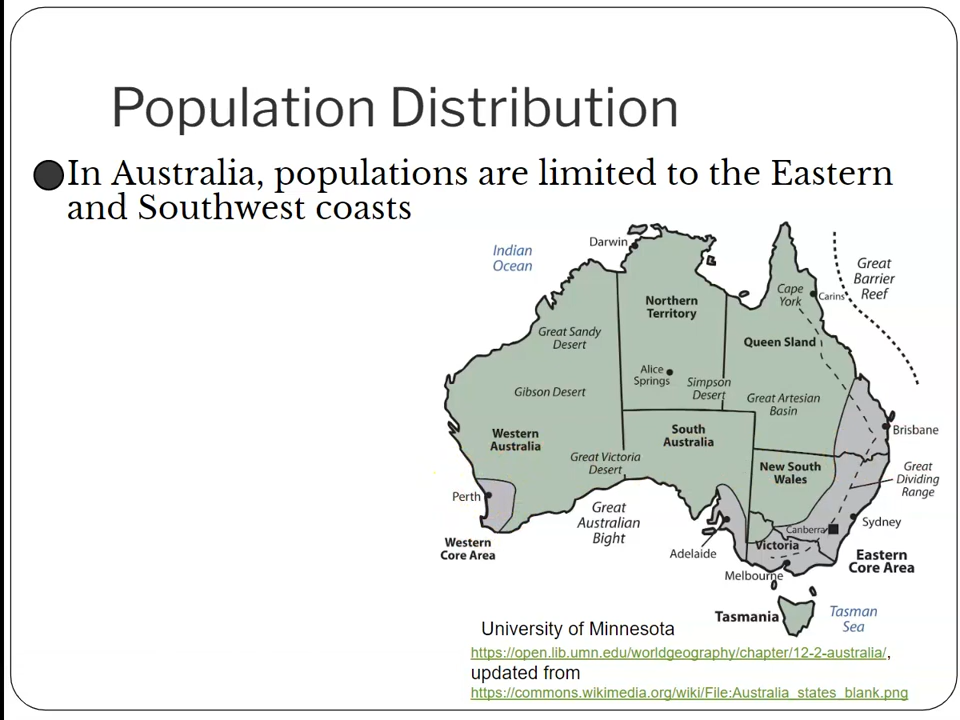 Population Distribution
In Australia, populations are limited to the Eastern
and Southwest coasts
Indian
Ocean
Darwin
Great
Barrier
Reef
Cape
York
Carins
Northern
Territory
Great Sandy
Desert
Queen Sland
Alice
Springs
Simpson
Desert
Gibson Desert
Great Artesian
Basin
Brisbane
Western
Australia
South
Australia
Great Victoria
Desert
New South
Wales
Great
Dividing
Range
Perth
Great
Australian
Bight
Sydney
Canberra
Western
Core Area
Adelaide
Victoria
Eastern
Core Area
Melbourne
Tasmania
Tasman
Sea
University of Minnesota
https://open.lib.umn.edu/worldgeography/chapter/12-2-australia/,
updated from
https://commons.wikimedia.org/wiki/File:Australia_states_blank.png